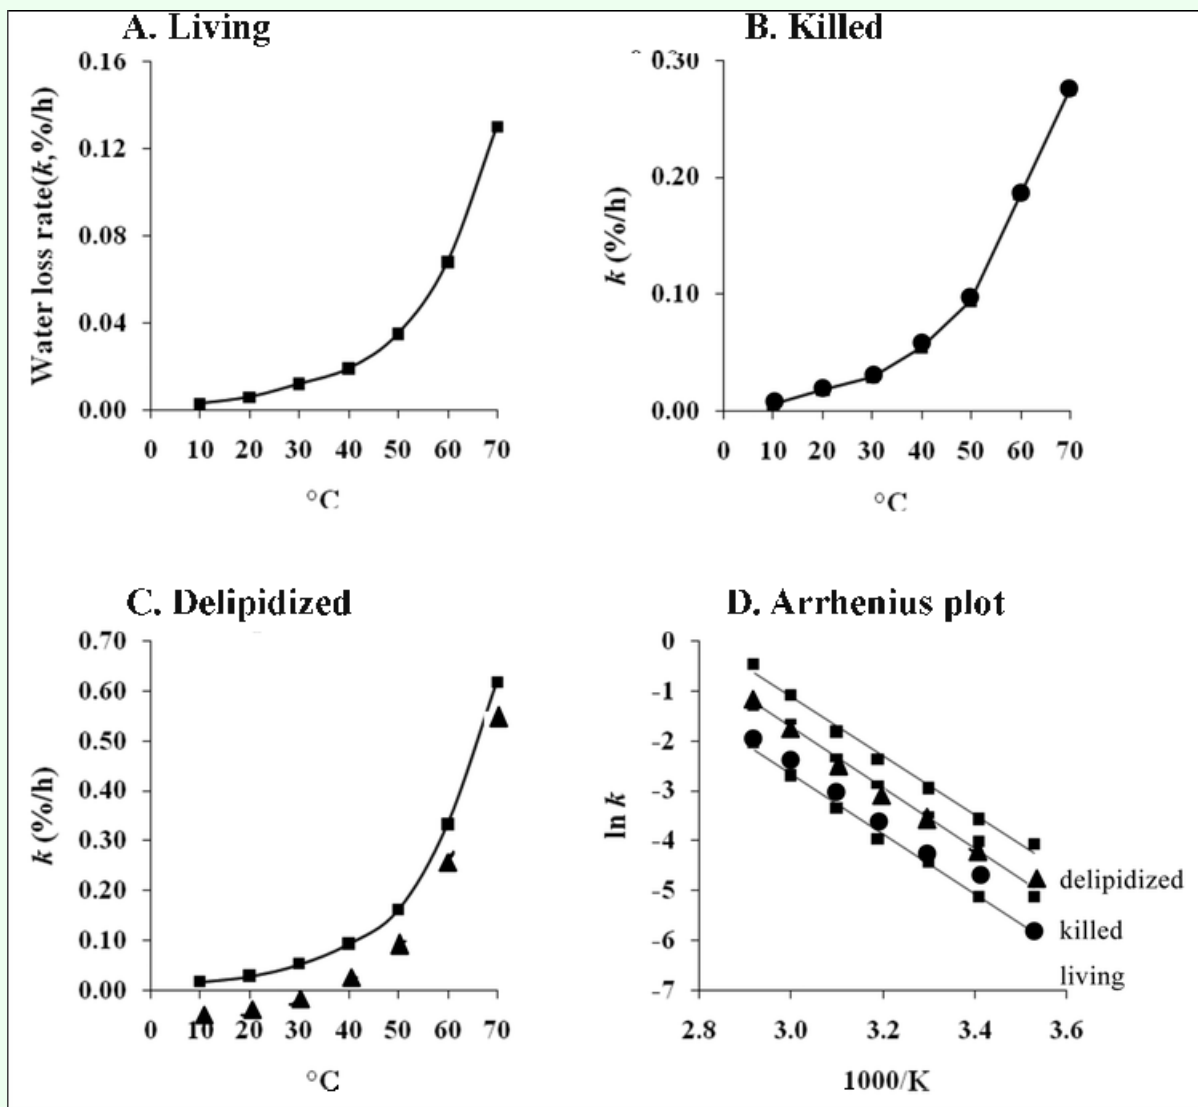 A. Living
Water loss rate(k,%/h)
0.16
0.12
0.08
0.04
0.00
0 10 20 30 40 50 60 70
°C
B. Killed
k (%/h)
0.30
0.20
0.10
0.00
0 10 20 30 40 50 60 70
°C
C. Delipidized
k (%/h)
0.70
0.60
0.50
0.40
0.30
0.20
0.10
0.00
0 10 20 30 40 50 60 70
°C
D. Arrhenius plot
ln k
0
-1
-2
-3
-4
-5
-6
-7
2.8 3.0 3.2 3.4 3.6
1000/K
delipidized
killed
living